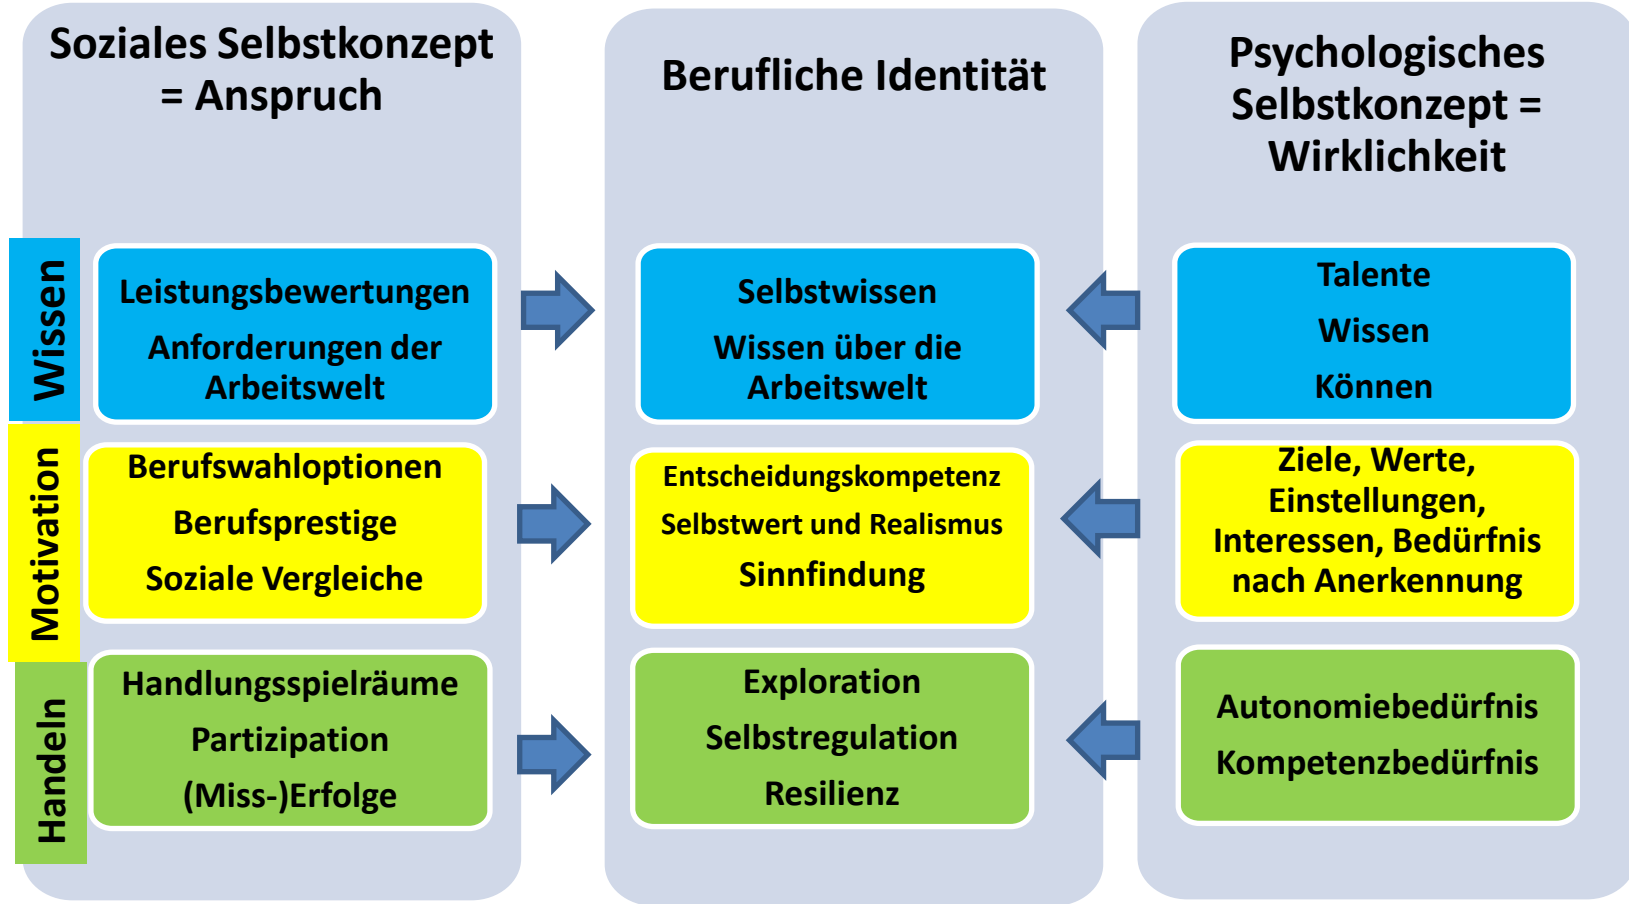 Soziales Selbstkonzept
= Anspruch
Berufliche Identität
Psychologisches
Selbstkonzept =
Wirklichkeit
Wissen
Leistungsbewertungen
Anforderungen der
Arbeitswelt
Selbstwissen
Wissen über die
Arbeitswelt
Talente
Wissen
Können
Motivation
Berufswahloptionen
Berufsprestige
Soziale Vergleiche
Entscheidungskompetenz
Selbstwert und Realismus
Sinnfindung
Ziele, Werte,
Einstellungen,
Interessen, Bedürfnis
nach Anerkennung
Handeln
Handlungsspielräume
Partizipation
(Miss-)Erfolge
Exploration
Selbstregulation
Resilienz
Autonomiebedürfnis
Kompetenzbedürfnis